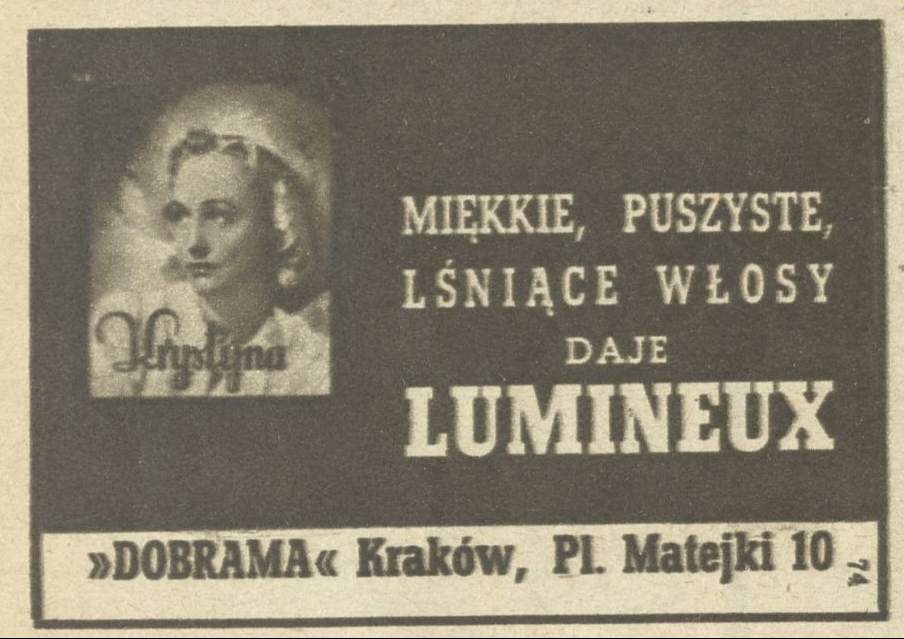 Krystyna
MIĘKKIE, PUSZYSTE,
LŚNIĄCE WŁOSY
DAJE
LUMINEUX
»DOBRAMA« Kraków, Pl. Matejki 10
74